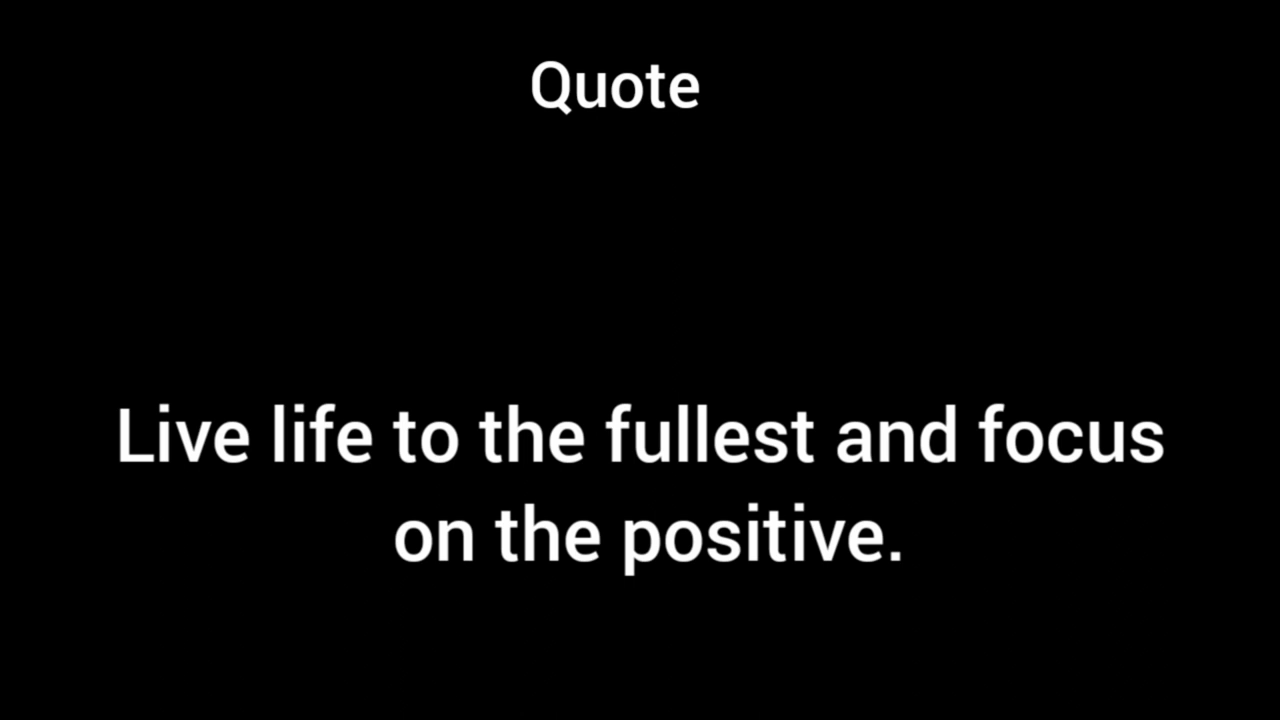 Quote
Live life to the fullest and focus
on the positive.